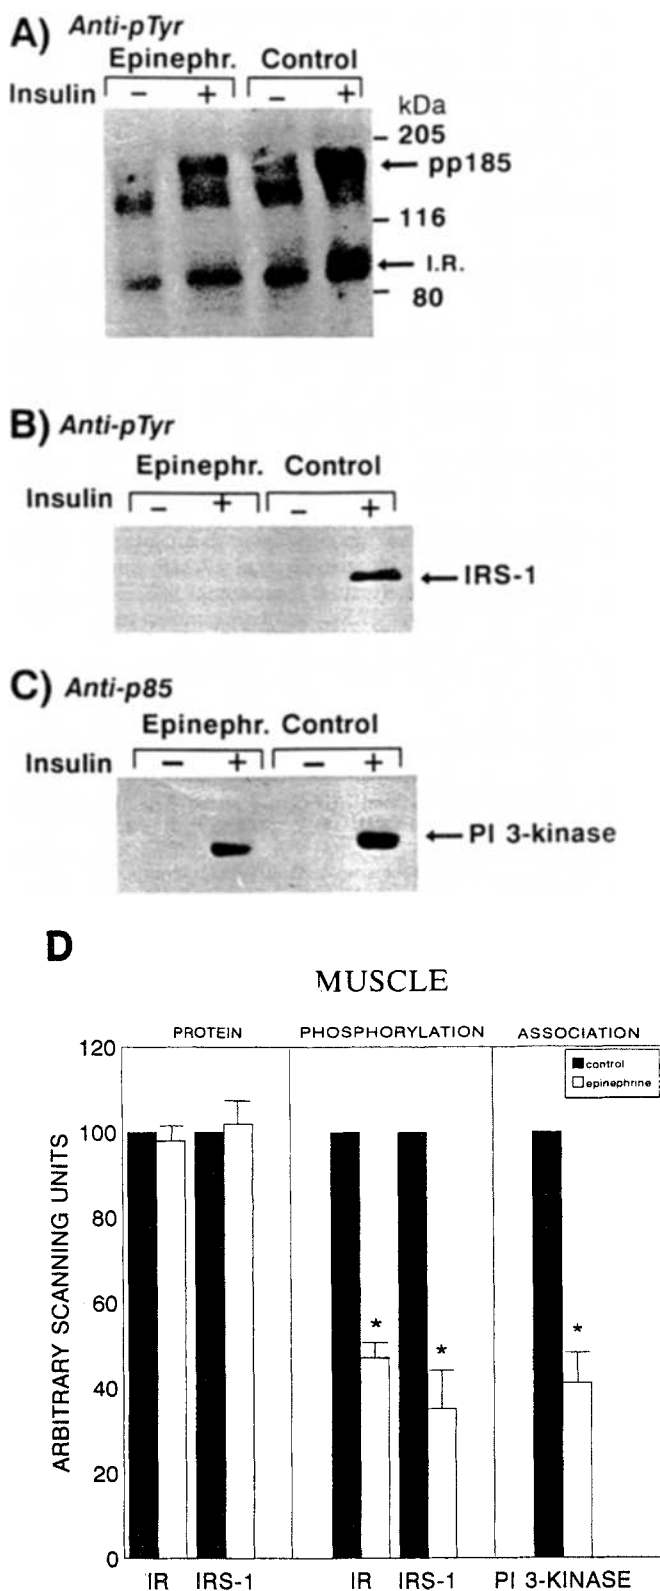 A) Anti-pTyr
Epinephr. Control
Insulin − + − + kDa
205
pp185
116
I.R.
80
B) Anti-pTyr
Epinephr. Control
Insulin − + − +
IRS-1
C) Anti-p85
Epinephr. Control
Insulin − + − +
PI 3-kinase
D
MUSCLE
PROTEIN PHOSPHORYLATION ASSOCIATION
control
epinephrine
ARBITRARY SCANNING UNITS
120
100
80
60
40
20
0
* * *
IR IRS-1 IR IRS-1 PI 3-KINASE